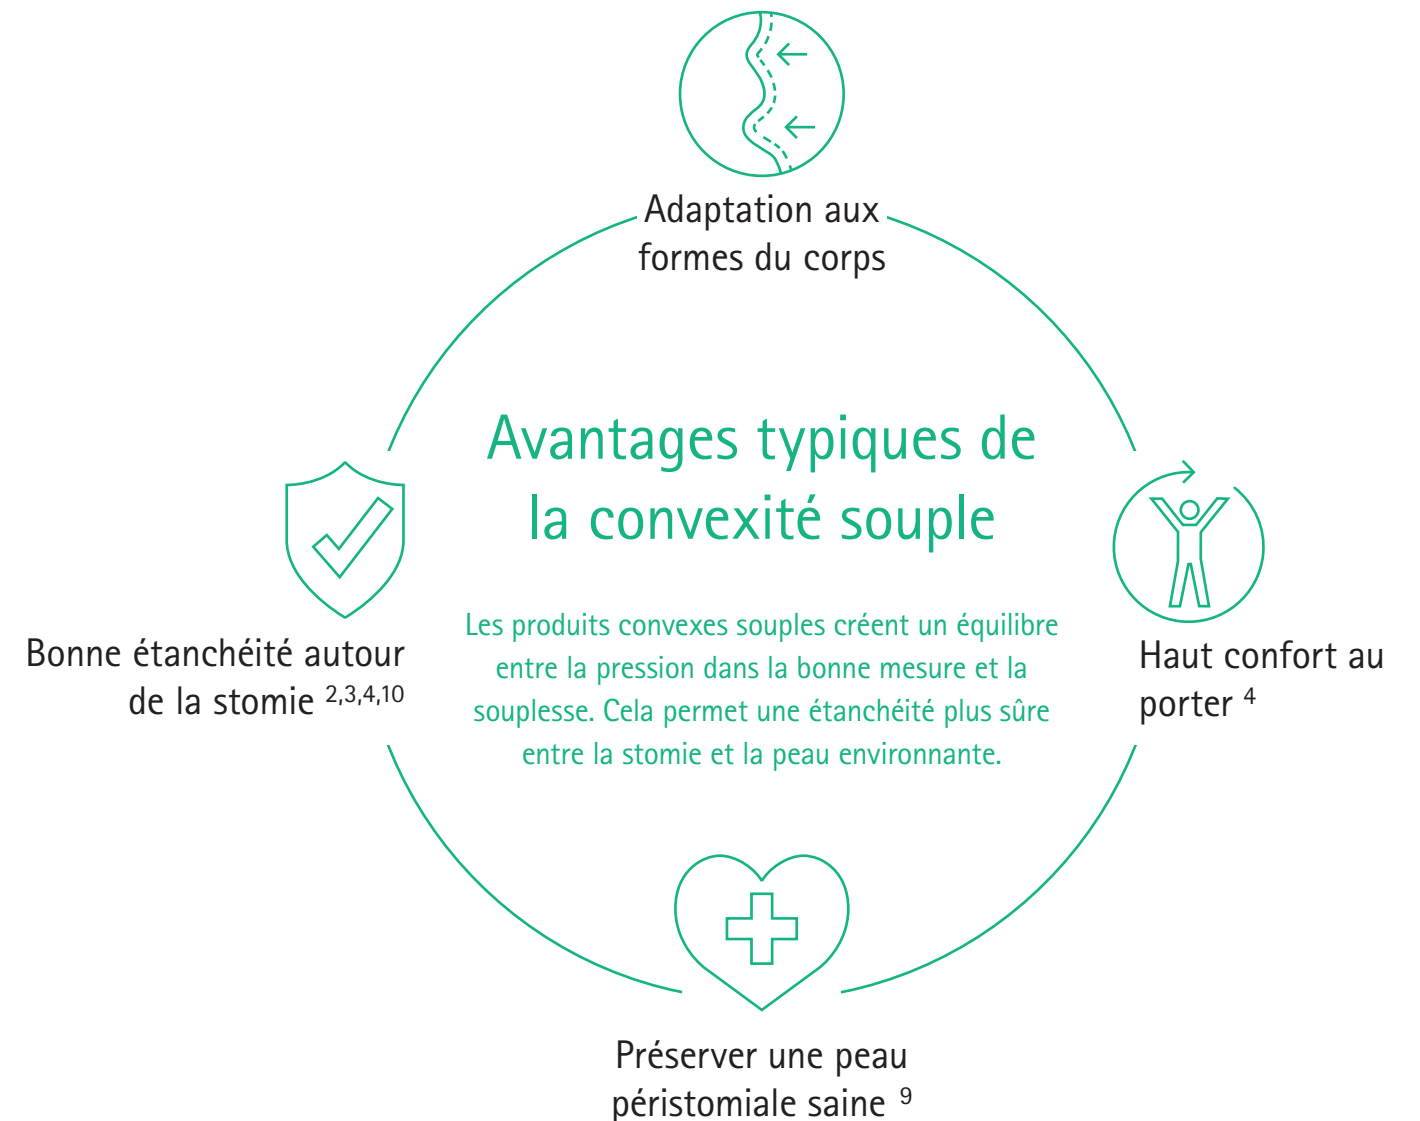 Adaptation aux
formes du corps
Avantages typiques de
la convexité souple
Les produits convexes souples créent un équilibre
entre la pression dans la bonne mesure et la
souplesse. Cela permet une étanchéité plus sûre
entre la stomie et la peau environnante.
Bonne étanchéité autour
de la stomie 2,3,4,10
Haut confort au
porter 4
Préserver une peau
péristomiale saine 9